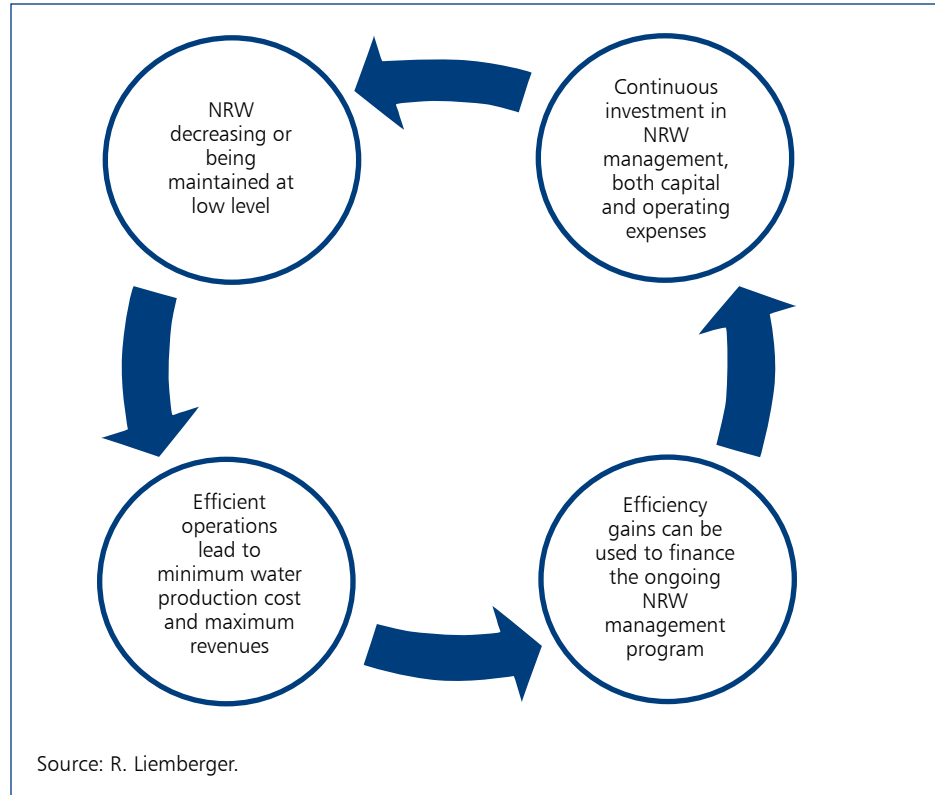 NRW
decreasing or
being
maintained at
low level
Continuous
investment in
NRW
management,
both capital
and operating
expenses
Efficient
operations
lead to
minimum water
production cost
and maximum
revenues
Efficiency
gains can be
used to finance
the ongoing
NRW
management
program
Source: R. Liemberger.